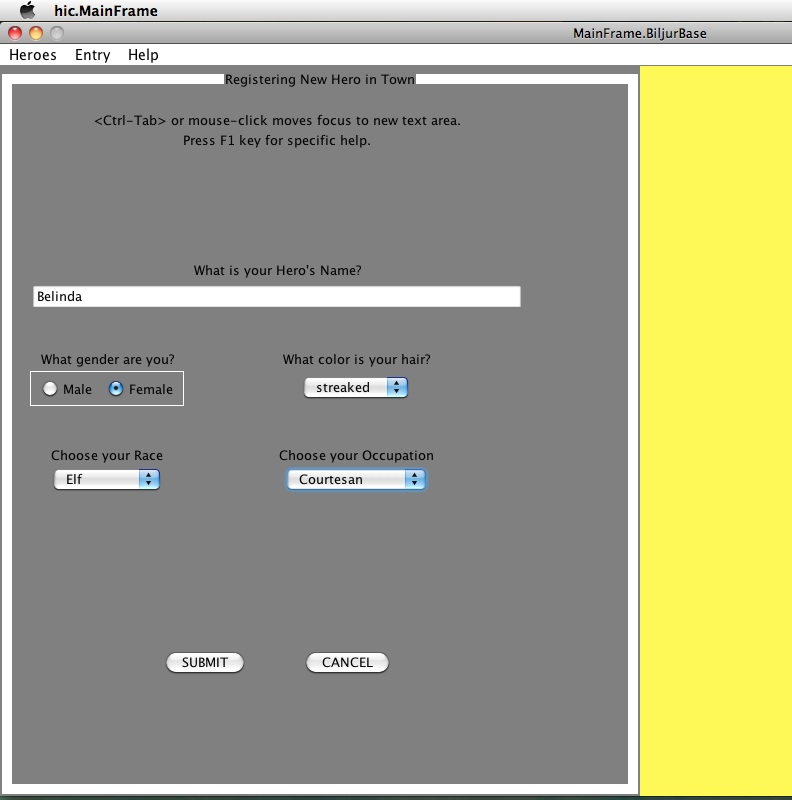 hic.MainFrame
MainFrame.BiljurBase
Heroes Entry Help
Registering New Hero in Town
<Ctrl-Tab> or mouse-click moves focus to new text area.
Press F1 key for specific help.
What is your Hero's Name?
Belinda
What gender are you? What color is your hair?
Male Female streaked
Choose your Race Choose your Occupation
Elf Courtesan
SUBMIT CANCEL